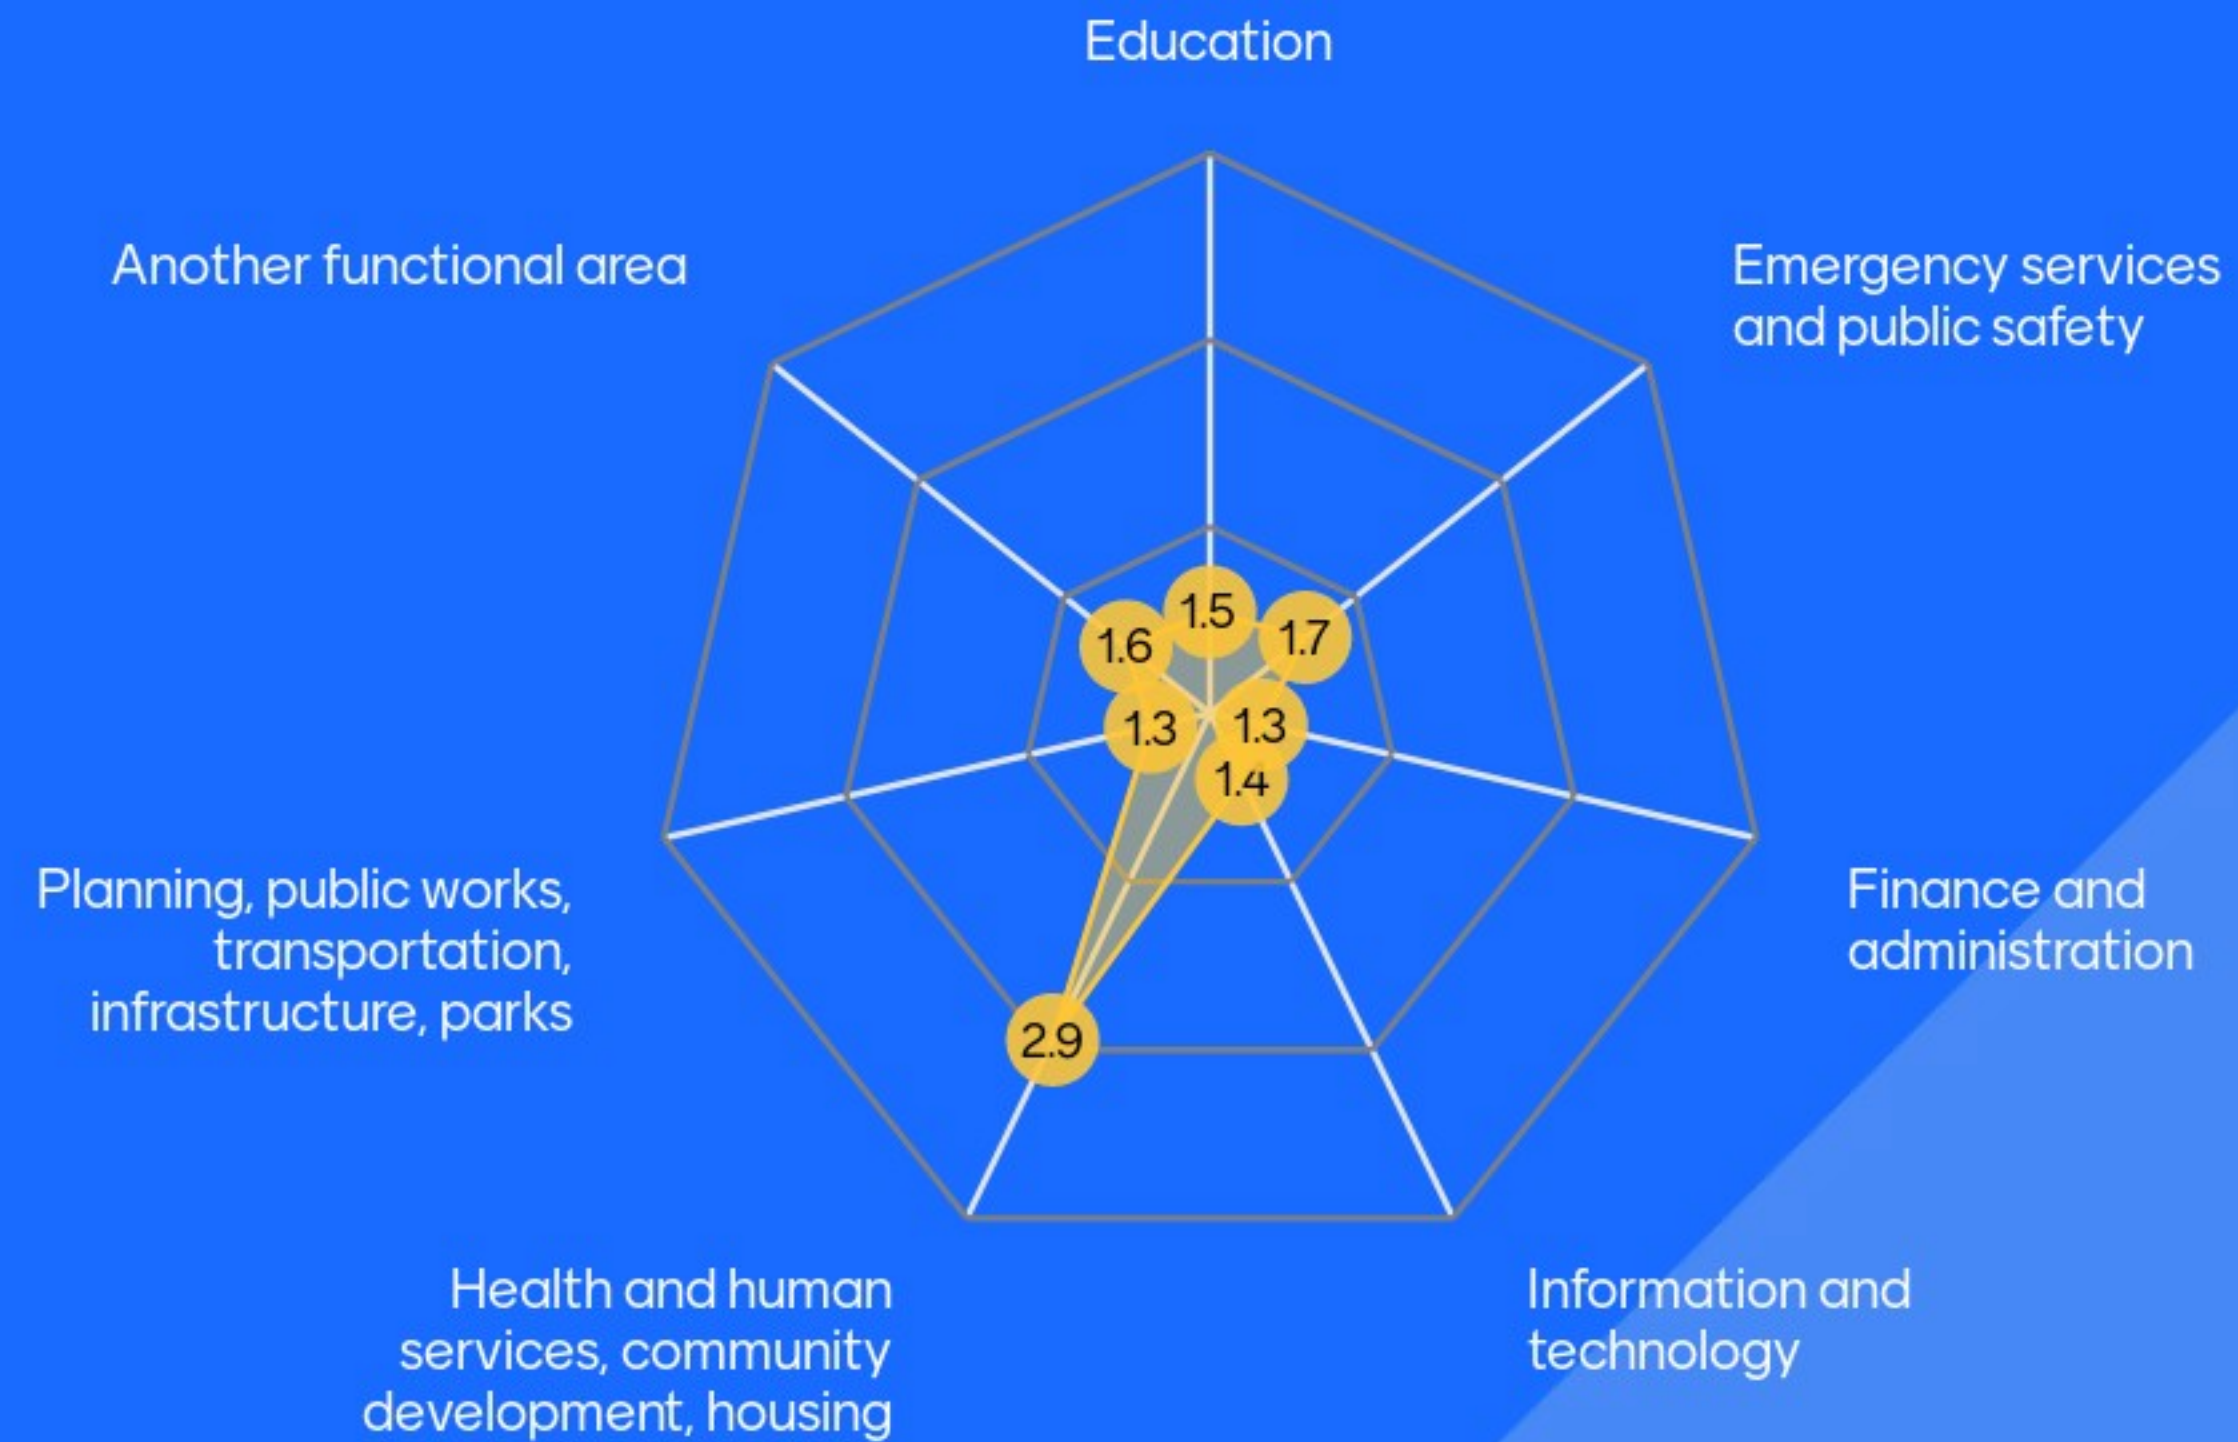 Education
Another functional area
Emergency services
and public safety
1.5
1.7
1.6
1.3
1.3
1.4
Planning, public works,
transportation,
infrastructure, parks
Finance and
administration
2.9
Health and human
services, community
development, housing
Information and
technology